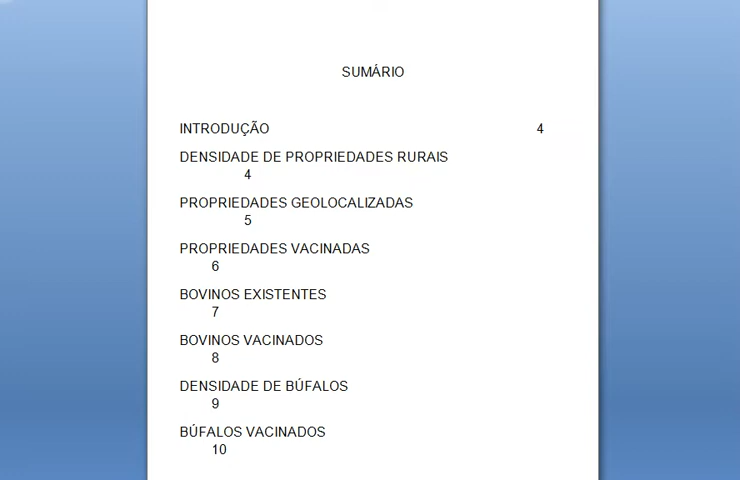 SUMÁRIO
INTRODUÇÃO 4
DENSIDADE DE PROPRIEDADES RURAIS
4
PROPRIEDADES GEOLOCALIZADAS
5
PROPRIEDADES VACINADAS
6
BOVINOS EXISTENTES
7
BOVINOS VACINADOS
8
DENSIDADE DE BÚFALOS
9
BÚFALOS VACINADOS
10